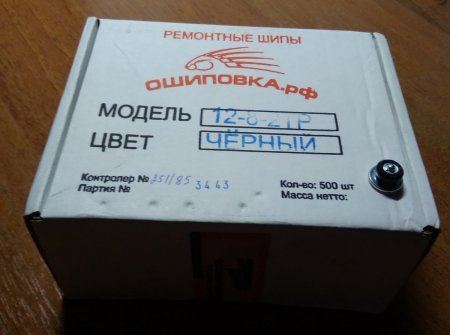 РЕМОНТНЫЕ ШИПЫ
ОШИПОВКА.РФ
МОДЕЛЬ 12-8-2TP
ЦВЕТ ЧЁРНЫЙ
Контролер № 351/85
Партия № 3443
Кол-во: 500 шт
Масса нетто: